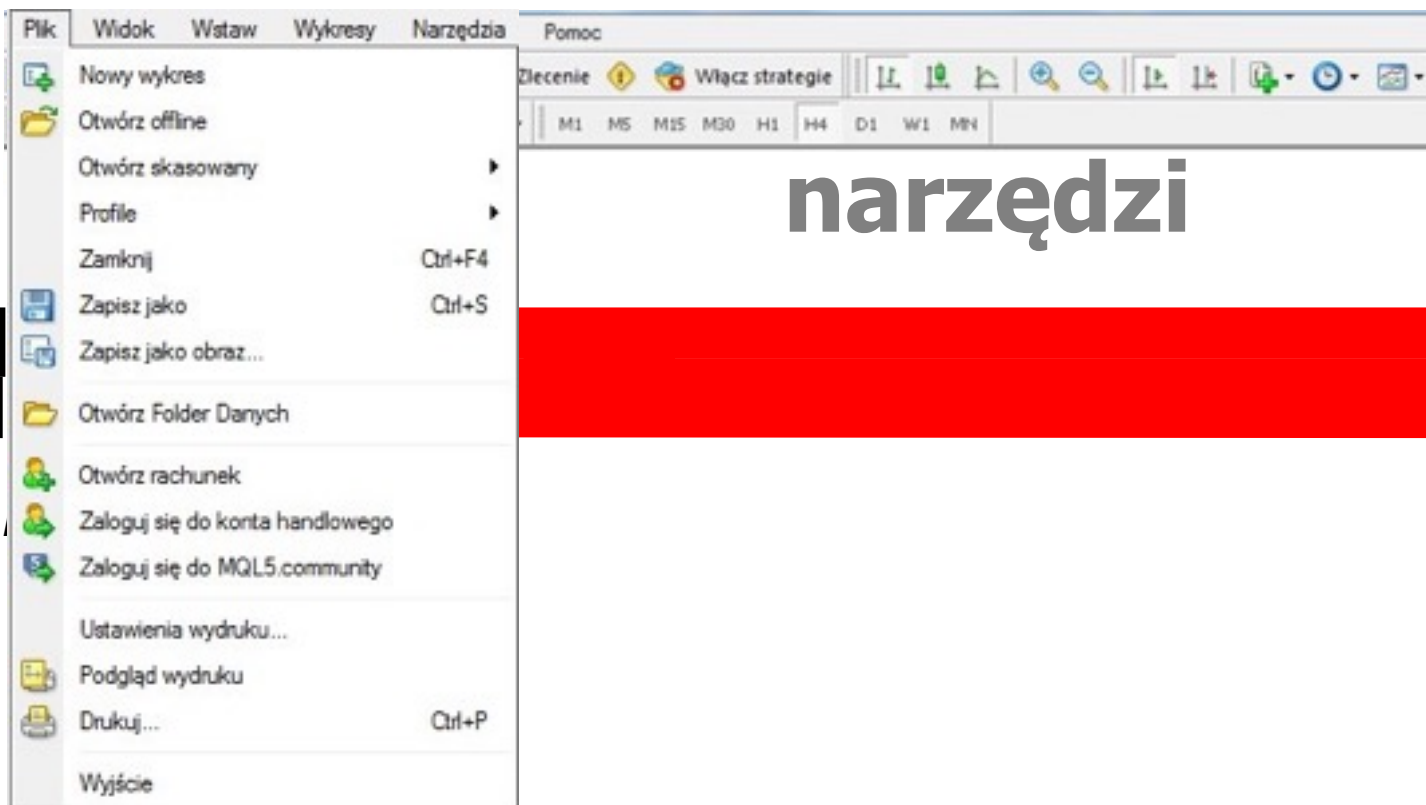 Plik Widok Wstaw Wykresy Narzędzia Pomoc
Zlecenie Włącz strategie
M1 M5 M15 M30 H1 H4 D1 W1 MN
narzędzi
Nowy wykres
Otwórz offline
Otwórz skasowany
Profile
Zamknij Ctrl+F4
Zapisz jako Ctrl+S
Zapisz jako obraz...
Otwórz Folder Danych
Otwórz rachunek
Zaloguj się do konta handlowego
Zaloguj się do MQL5.community
Ustawienia wydruku...
Podgląd wydruku
Drukuj... Ctrl+P
Wyjście